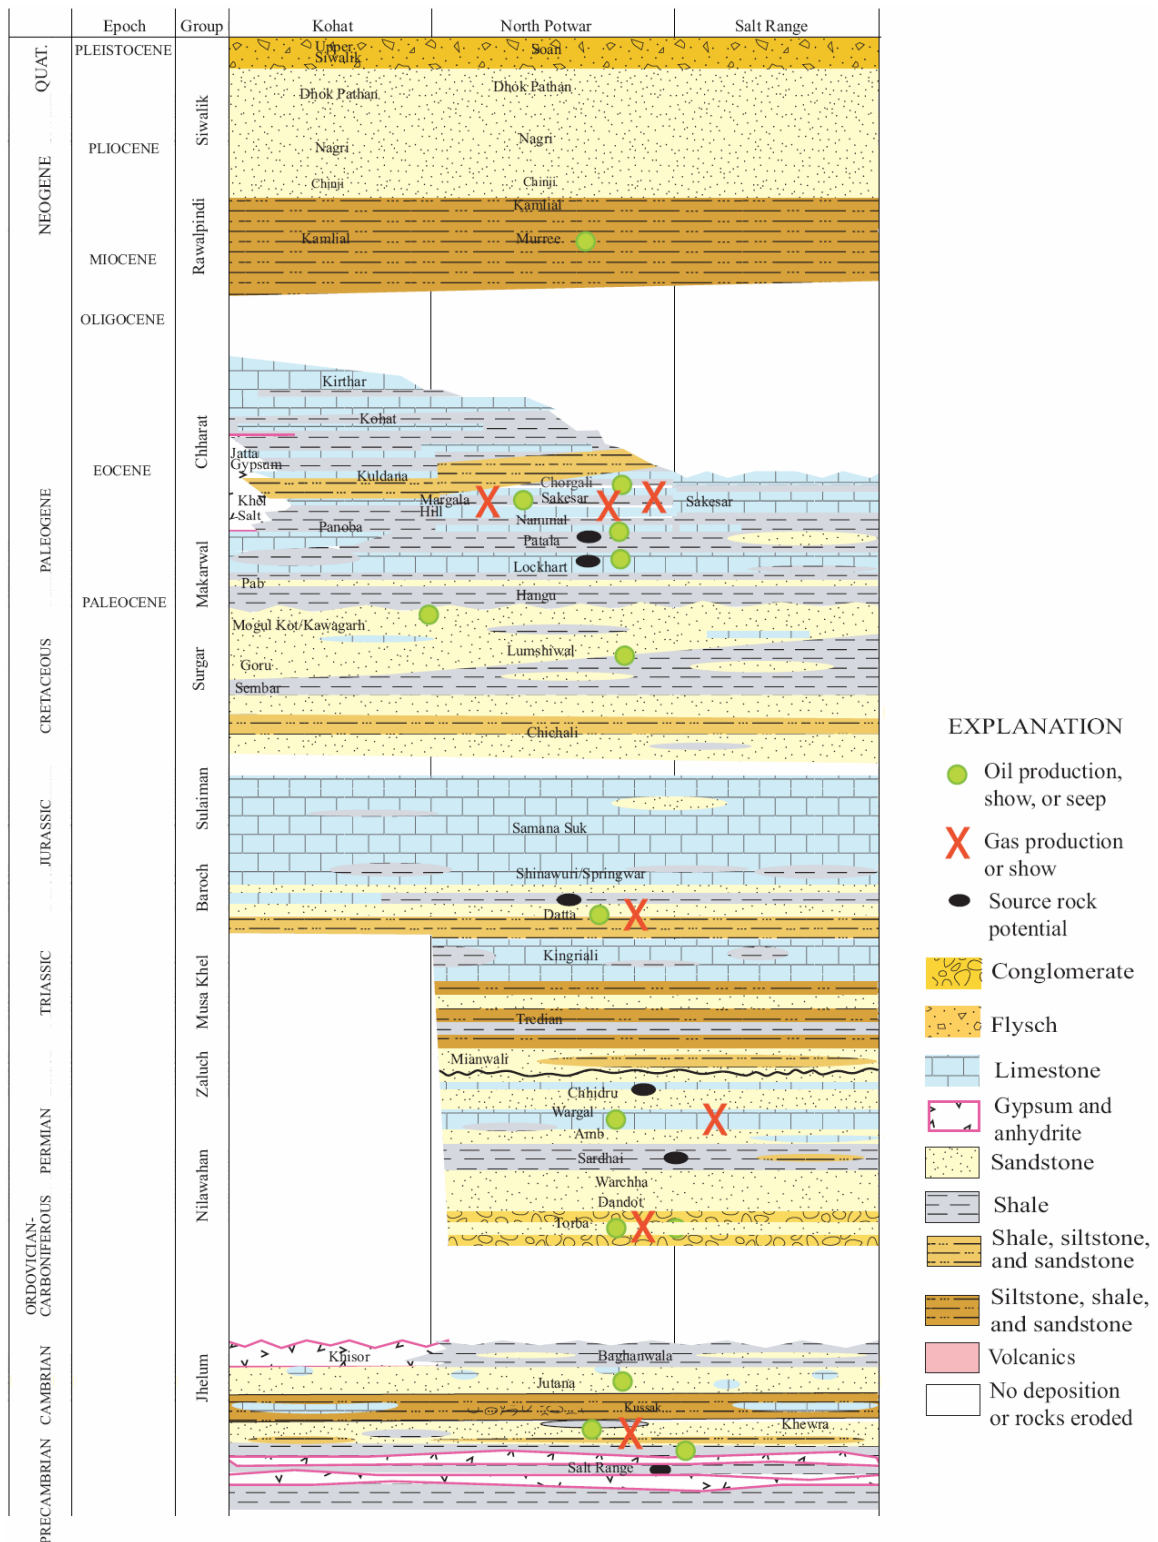 Epoch
Group
Kohat
North Potwar
Salt Range
QUAT.
NEOGENE
PALEOGENE
CRETACEOUS
JURASSIC
TRIASSIC
PERMIAN
ORDOVICIAN-
CARBONIFEROUS
CAMBRIAN
PRECAMBRIAN
PLEISTOCENE
PLIOCENE
MIOCENE
OLIGOCENE
EOCENE
PALEOCENE
Siwalik
Rawalpindi
Chharat
Makarwal
Surgar
Sulaiman
Baroch
Musa Khel
Zaluch
Nilawahan
Jhelum
Upper
Siwalik
Soan
Dhok Pathan
Dhok Pathan
Nagri
Nagri
Chinji
Chinji
Kamlial
Kamlial
Murree
Kirthar
Kohat
Jatta
Gypsum
Kuldana
Chorgali
Khel
Salt
Margala
Hill
Sakesar
Sakesar
Nammal
Panoba
Patala
Lockhart
Pab
Hangu
Mogul Kot/Kawagarh
Lumshiwal
Goru
Sembar
Chichali
Samana Suk
Shinawuri/Springwar
Datta
Kingriali
Tredian
Mianwali
Chhidru
Wargal
Amb
Sardhai
Warchha
Dandot
Torba
Khisor
Baghanwala
Jutana
Kussak
Khewra
Salt Range
EXPLANATION
Oil production,
show, or seep
Gas production
or show
Source rock
potential
Conglomerate
Flysch
Limestone
Gypsum and
anhydrite
Sandstone
Shale
Shale, siltstone,
and sandstone
Siltstone, shale,
and sandstone
Volcanics
No deposition
or rocks eroded